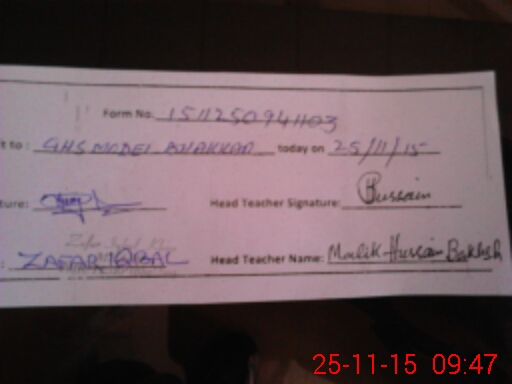 Form No. 151125094403
t to : GHS MODEL BHAKKAR today on 25/11/15
ture: Head Teacher Signature: Hussain
: ZAFAR IQBAL Head Teacher Name: Malik Hussain Bakhsh
25-11-15 09:47